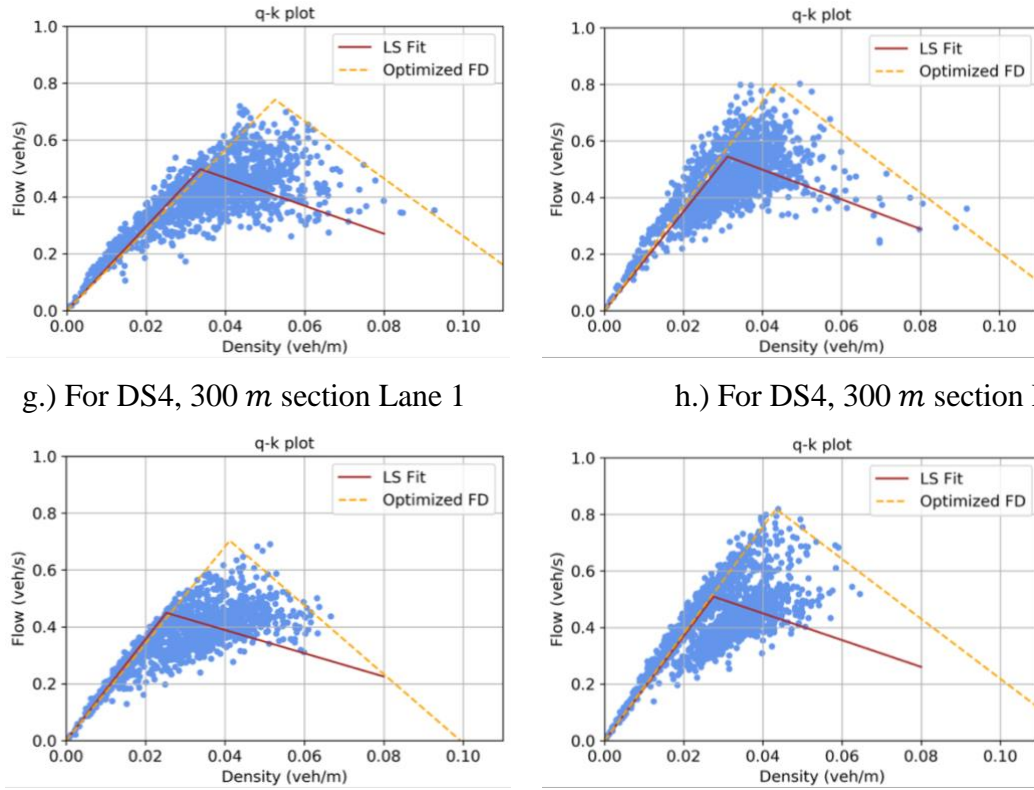 q-k plot
LS Fit
Optimized FD
Flow (veh/s)
1.0
0.8
0.6
0.4
0.2
0.0
0.00 0.02 0.04 0.06 0.08 0.10
Density (veh/m)
q-k plot
LS Fit
Optimized FD
Flow (veh/s)
1.0
0.8
0.6
0.4
0.2
0.0
0.00 0.02 0.04 0.06 0.08 0.10
Density (veh/m)
g.) For DS4, 300 m section Lane 1
h.) For DS4, 300 m section
q-k plot
LS Fit
Optimized FD
Flow (veh/s)
1.0
0.8
0.6
0.4
0.2
0.0
0.00 0.02 0.04 0.06 0.08 0.10
Density (veh/m)
q-k plot
LS Fit
Optimized FD
Flow (veh/s)
1.0
0.8
0.6
0.4
0.2
0.0
0.00 0.02 0.04 0.06 0.08 0.10
Density (veh/m)